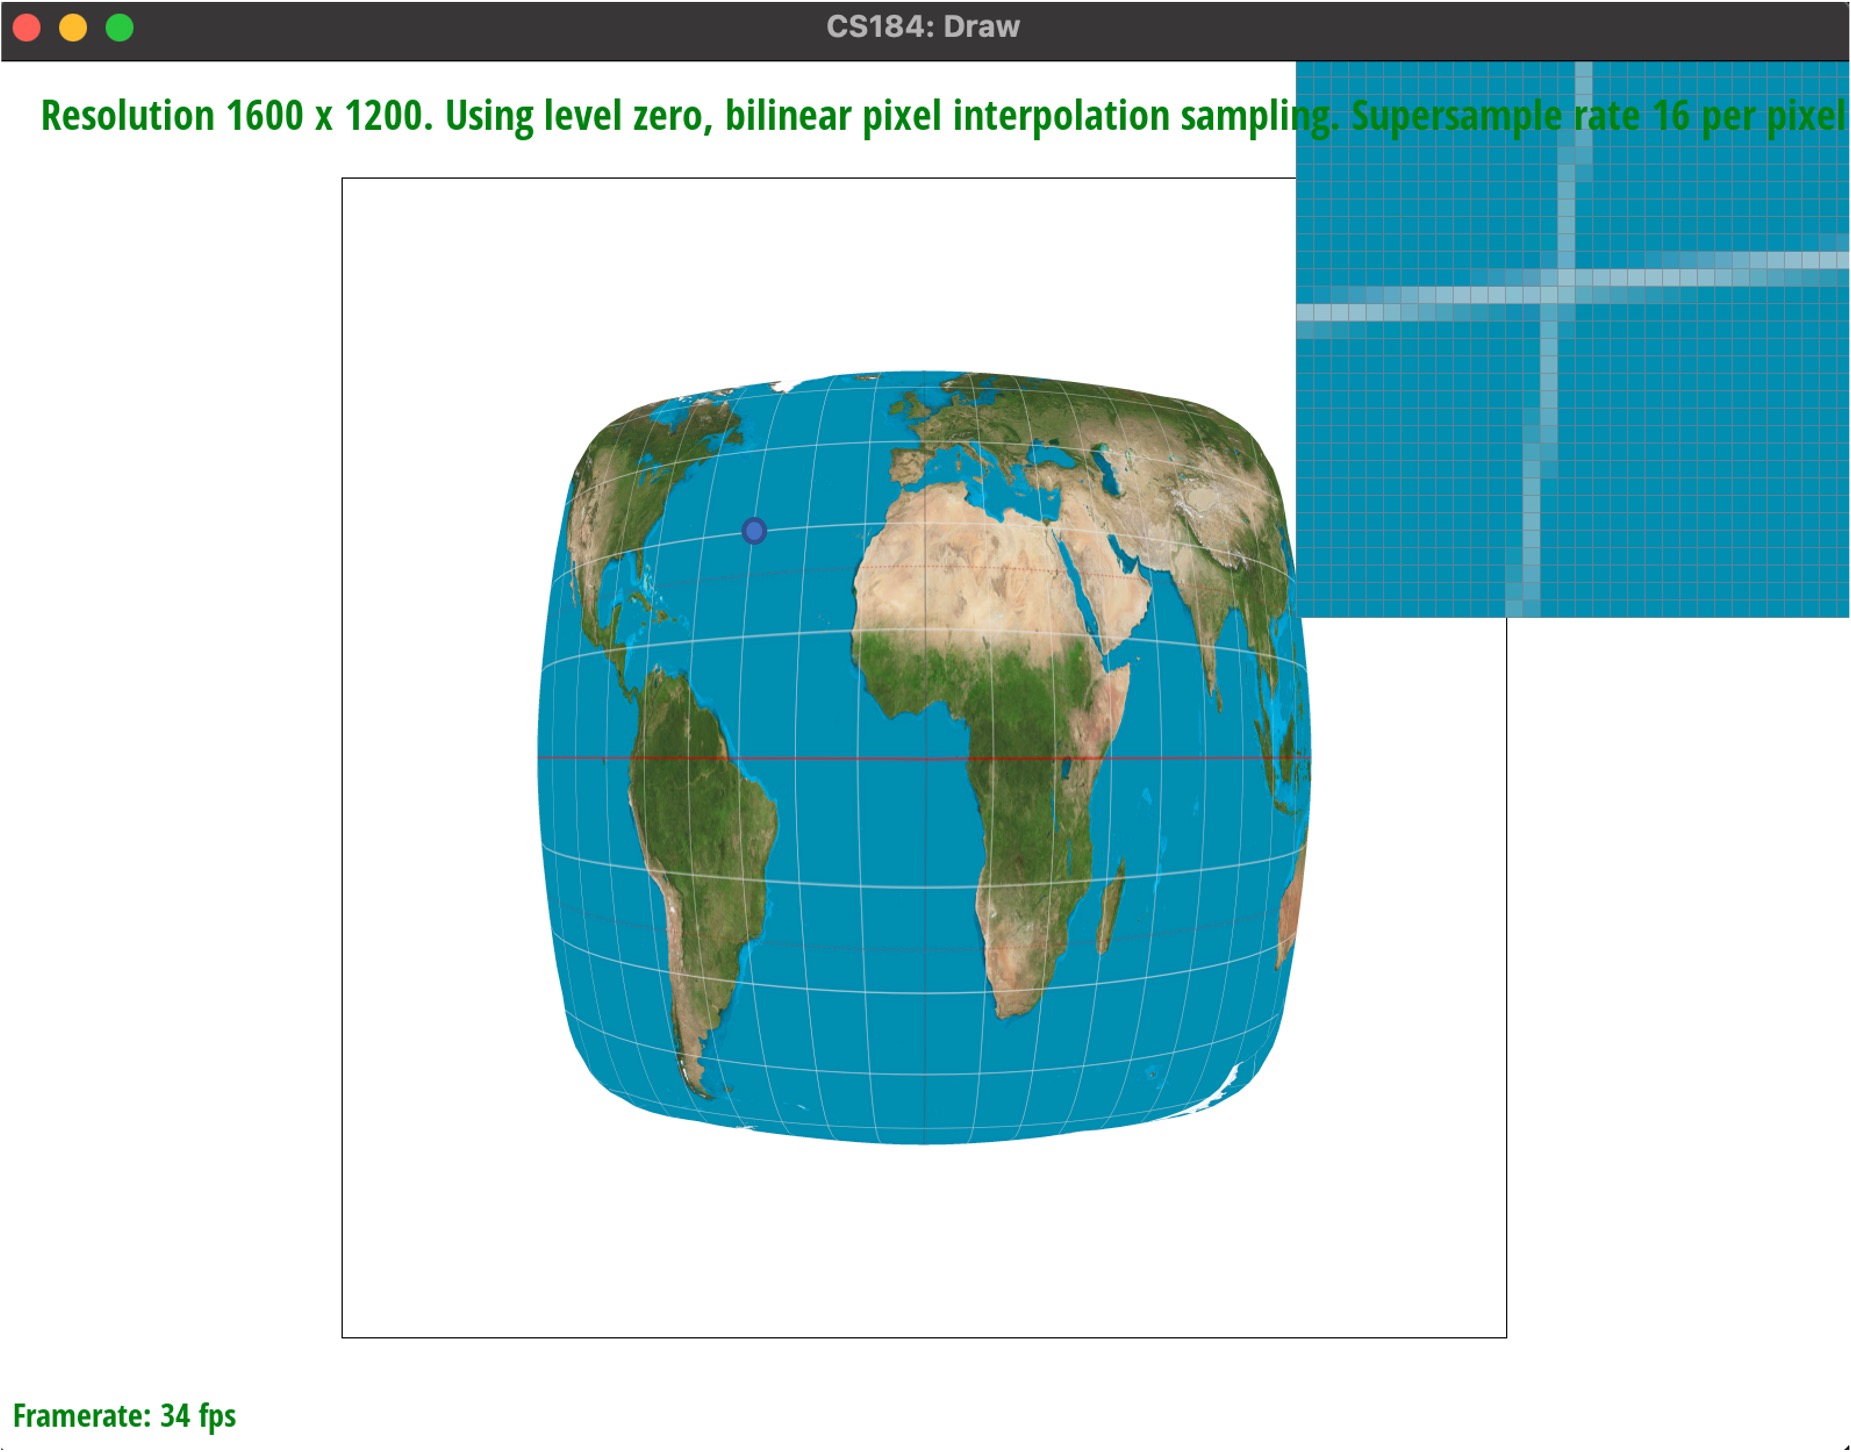 CS184: Draw
Resolution 1600 x 1200. Using level zero, bilinear pixel interpolation sampling. Supersample rate 16 per pixel
Framerate: 34 fps